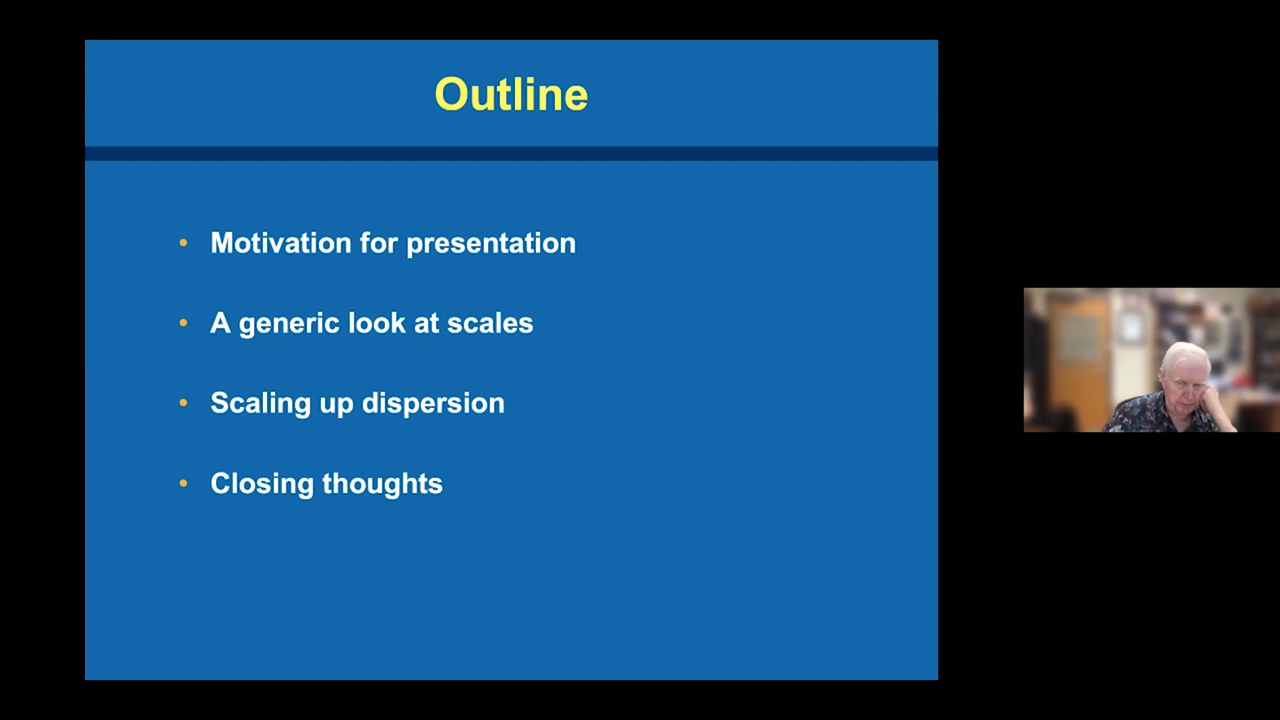 Outline
• Motivation for presentation
• A generic look at scales
• Scaling up dispersion
• Closing thoughts